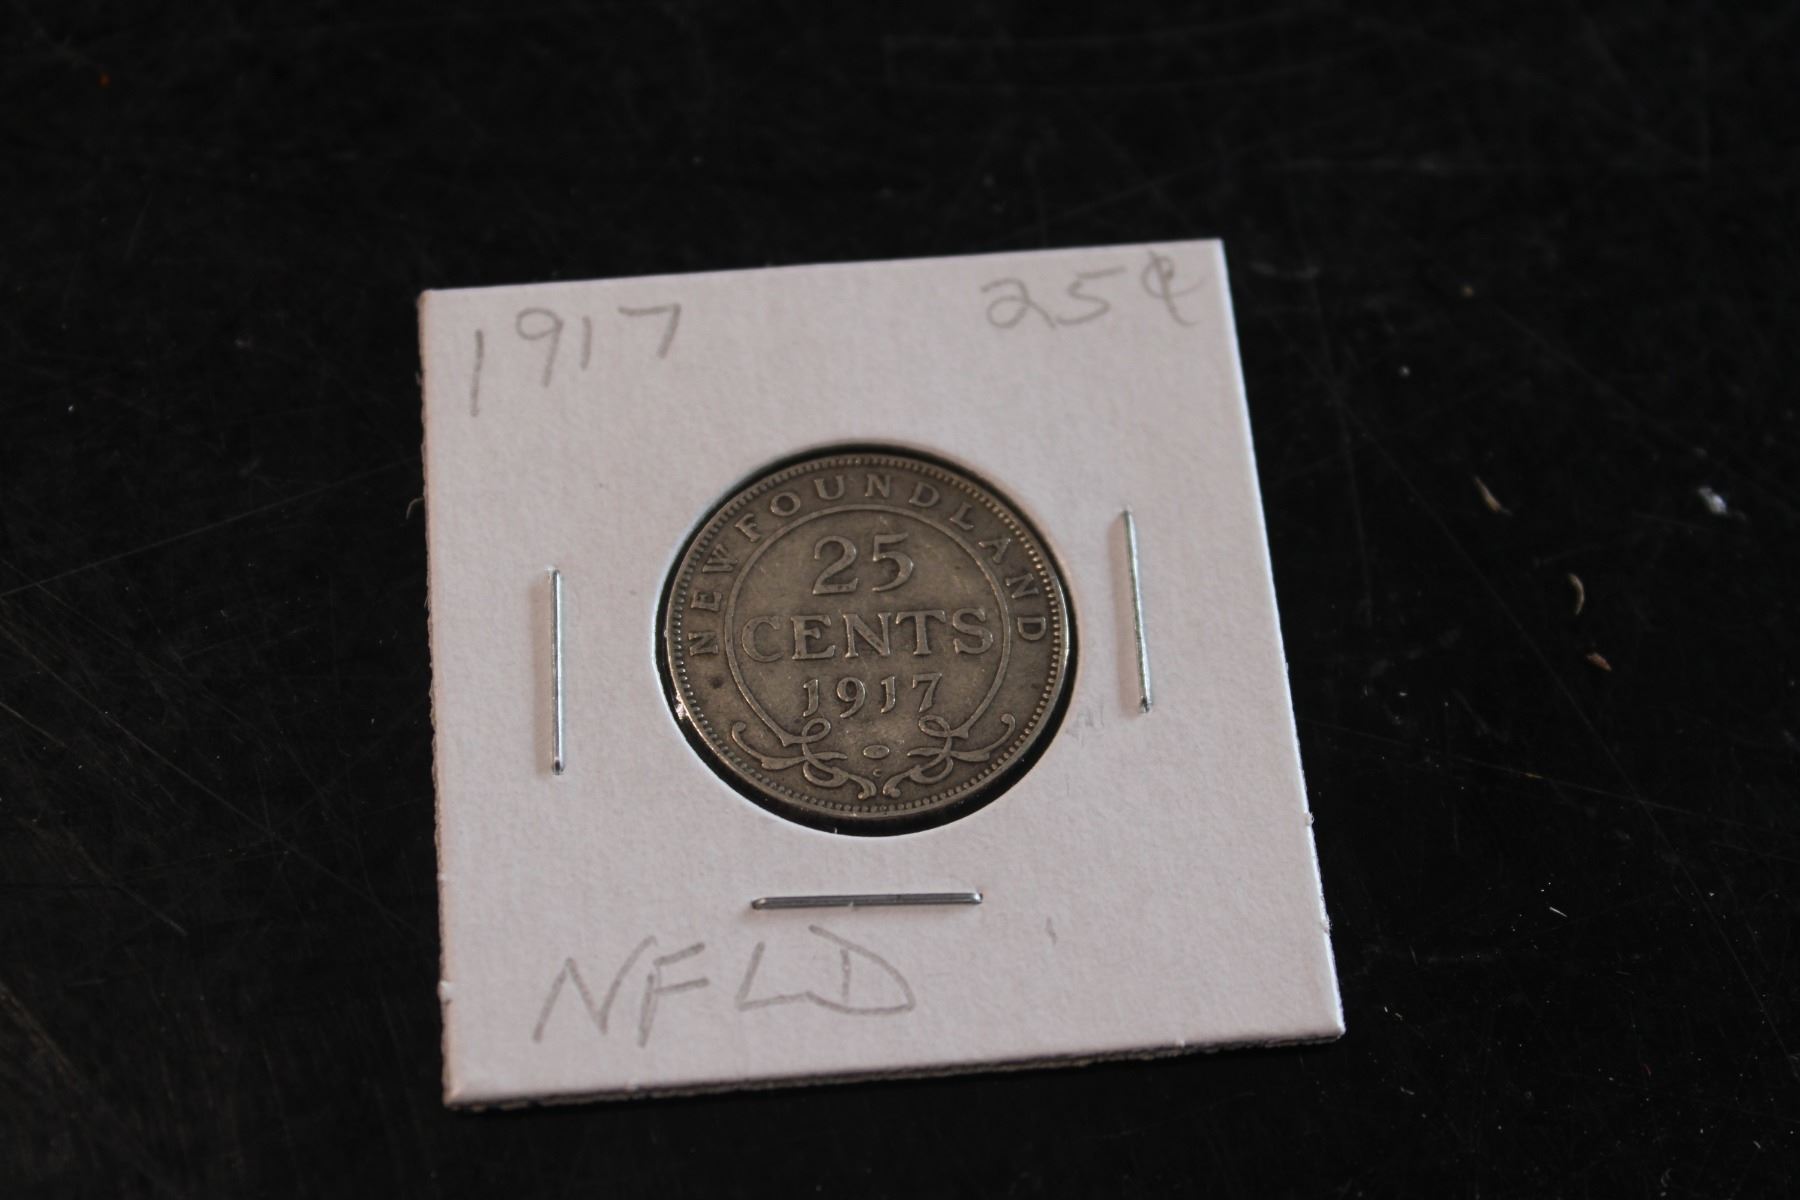 1917 25¢
NEWFOUNDLAND
25
CENTS
1917
C
NFLD